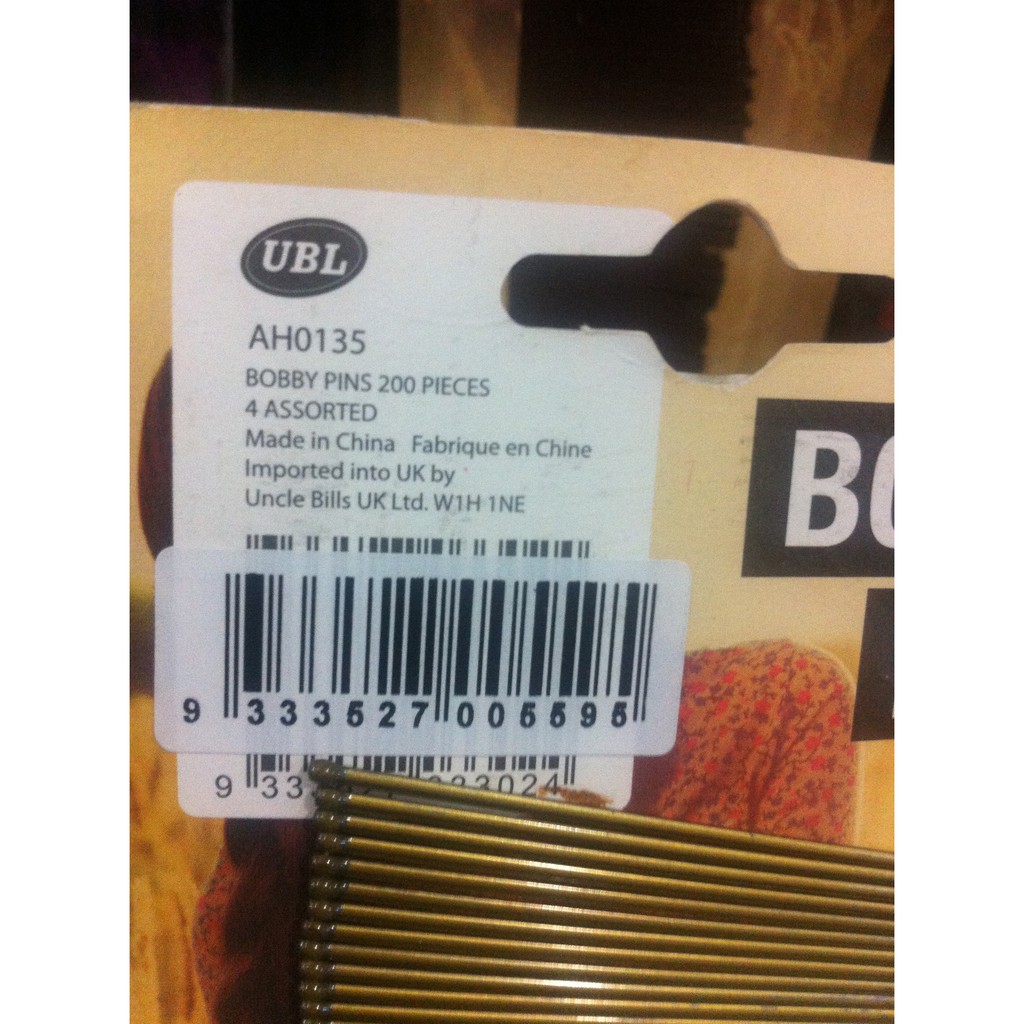 UBL
AH0135
BOBBY PINS 200 PIECES
4 ASSORTED
Made in China Fabrique en Chine
Imported into UK by
Uncle Bills UK Ltd. W1H 1NE
9 333527 005595